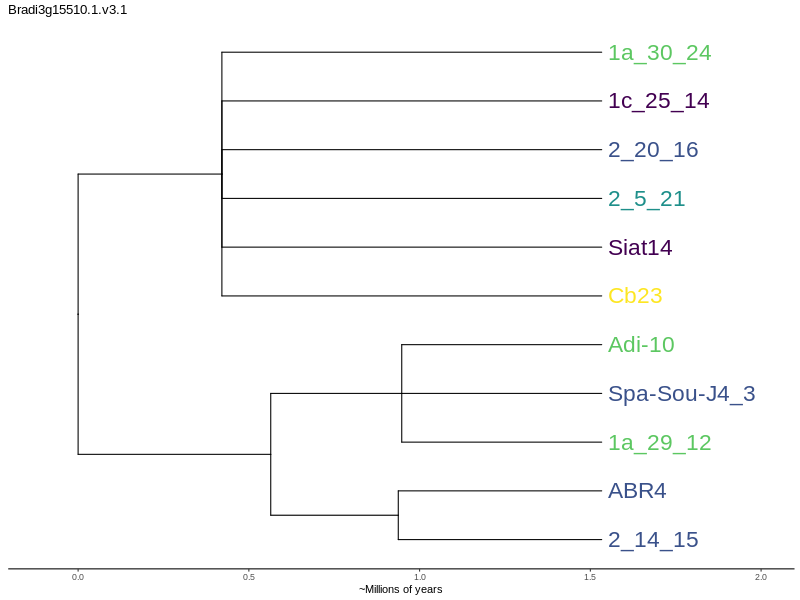 Bradi3g15510.1.v3.1
1a_30_24
1c_25_14
2_20_16
2_5_21
Siat14
Cb23
Adi-10
Spa-Sou-J4_3
1a_29_12
ABR4
2_14_15
0.0 0.5 1.0 1.5 2.0
~Millions of years